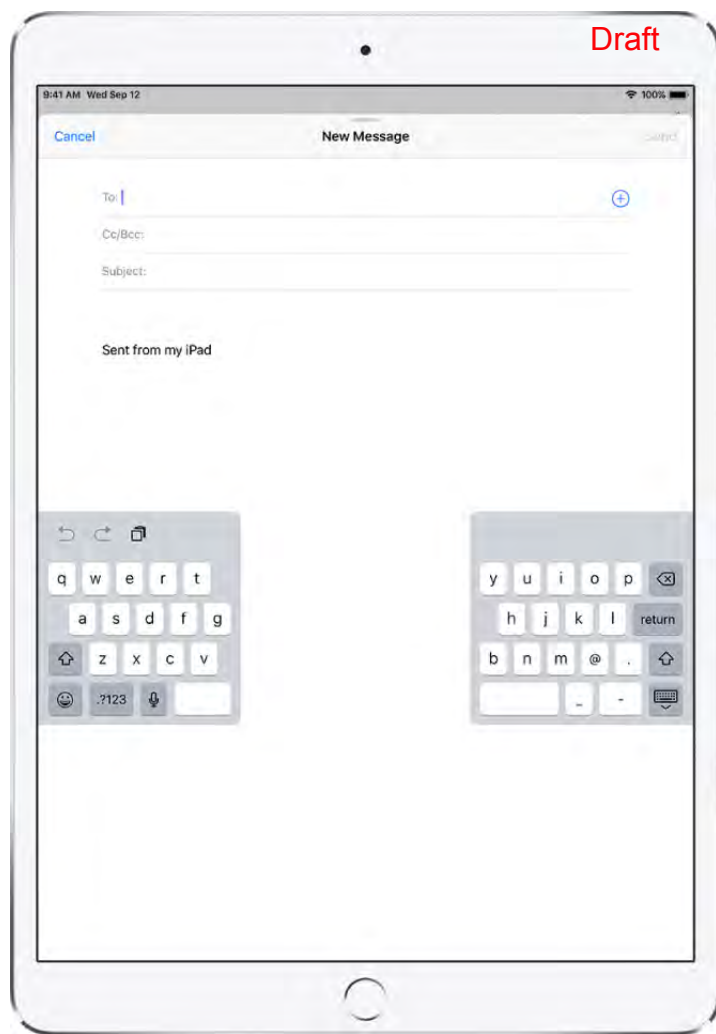 Draft
9:41 AM Wed Sep 12 100%
Cancel New Message Send
To:
Cc/Bcc:
Subject:
Sent from my iPad
q w e r t y u i o p
a s d f g h j k l return
z x c v b n m @ .
.?123 _ -